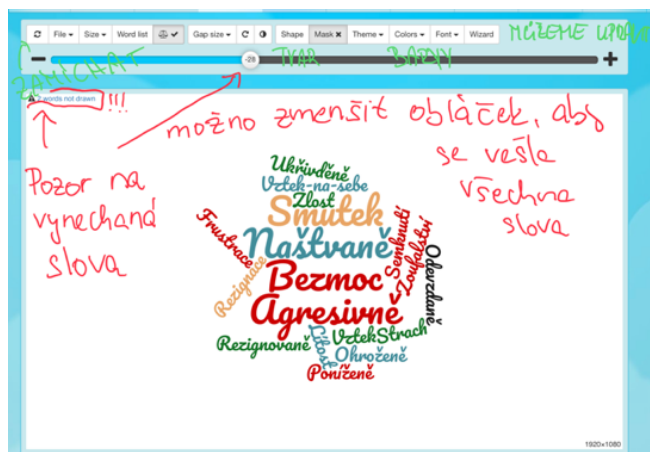 File Size Word list Gap size Shape Mask Theme Colors Font Wizard
MŮŽEME UPRAV
ZAMÍCHAT
-28
TVAR
BARVY
words not drawn !!!
možno zmenšit obláček, aby
se vešla
všechna
slova
Pozor na
vynechaná
slova
Ukřivděně
Vztek-na-sebe
Zlost
Smutek
Naštvaně
Frustrace
Rezignace
Semknutí
Zoufalství
Odevzdaně
Bezmoc
Agresivně
Rezignovaně
Lítost
Vztek
Strach
Ohroženě
Poníženě
1920×1080